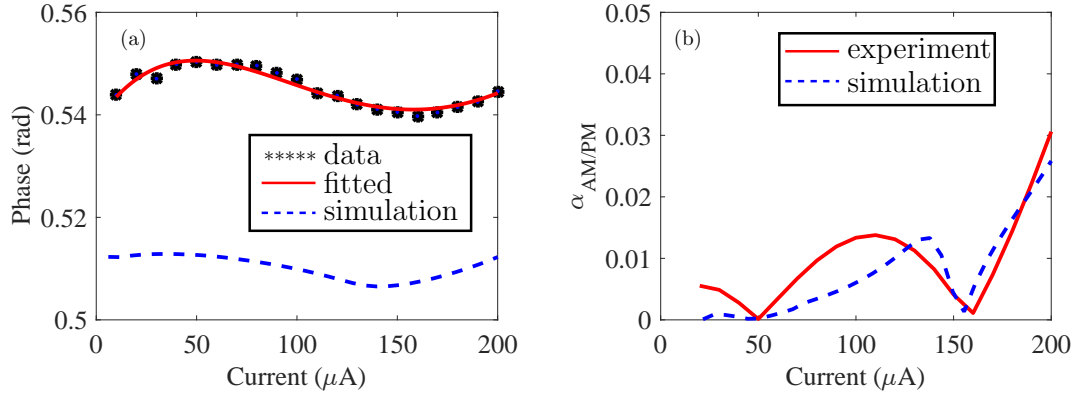 (a)
0.56
0.54
0.52
0.5
Phase (rad)
***** data
fitted
simulation
0 50 100 150 200
Current (μA)
(b)
0.05
0.04
0.03
0.02
0.01
0
α AM/PM
experiment
simulation
0 50 100 150 200
Current (μA)